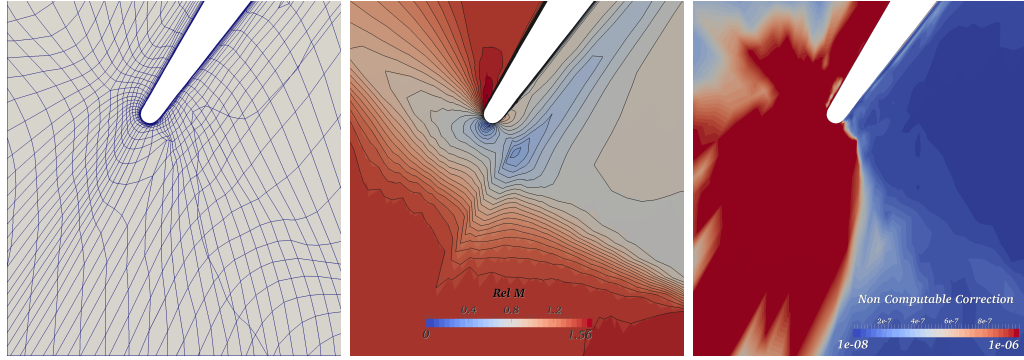 Rel M
0.4 0.8 1.2
0 1.56
Non Computable Correction
2e-7 4e-7 6e-7 8e-7
1e-08 1e-06